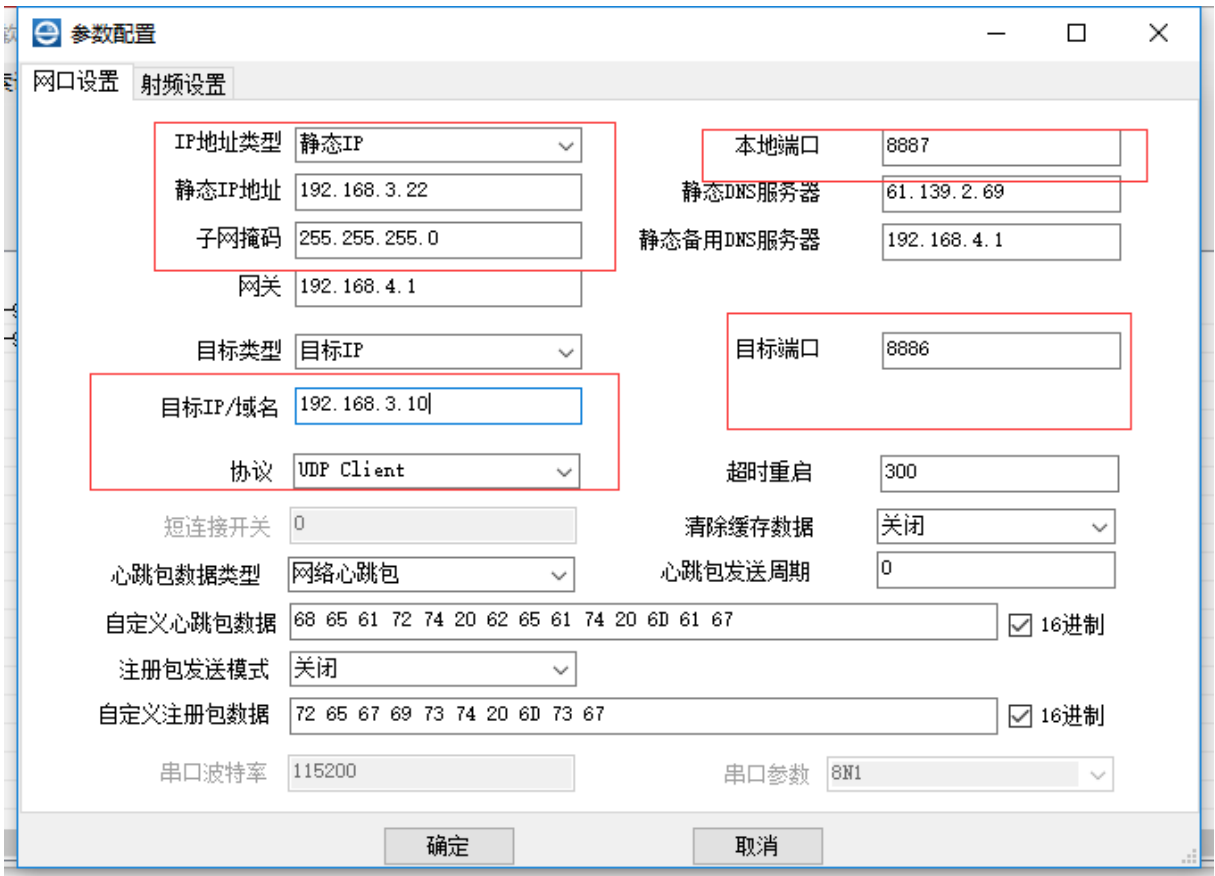 参数配置
网口设置 射频设置
IP地址类型 静态IP 本地端口 8887
静态IP地址 192.168.3.22 静态DNS服务器 61.139.2.69
子网掩码 255.255.255.0 静态备用DNS服务器 192.168.4.1
网关 192.168.4.1
目标类型 目标IP 目标端口 8886
目标IP/域名 192.168.3.10
协议 UDP Client 超时重启 300
短连接开关 0 清除缓存数据 关闭
心跳包数据类型 网络心跳包 心跳包发送周期 0
自定义心跳包数据 68 65 61 72 74 20 62 65 61 74 20 6D 61 67 16进制
注册包发送模式 关闭
自定义注册包数据 72 65 67 69 73 74 20 6D 73 67 16进制
串口波特率 115200 串口参数 8N1
确定 取消